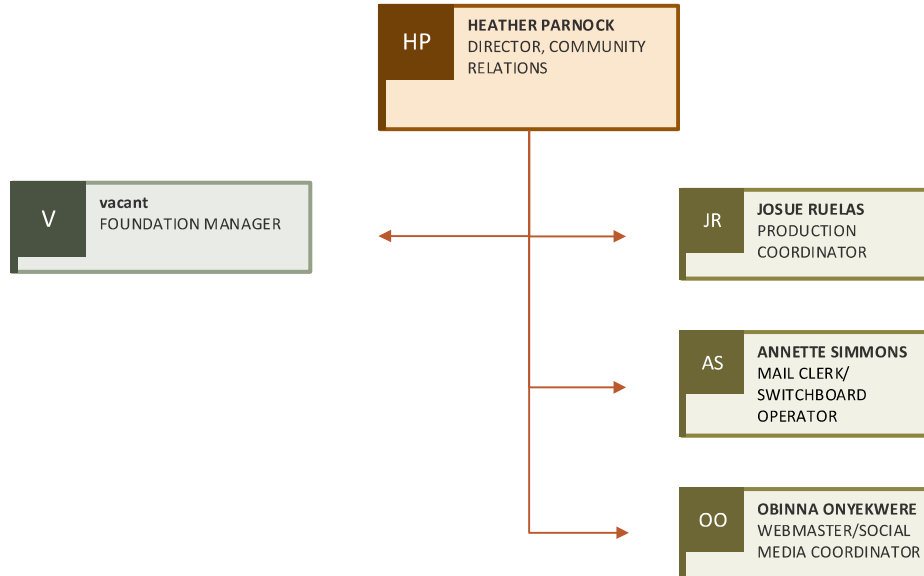 HP
HEATHER PARNOCK
DIRECTOR, COMMUNITY
RELATIONS
V
vacant
FOUNDATION MANAGER
JR
JOSUE RUELAS
PRODUCTION
COORDINATOR
AS
ANNETTE SIMMONS
MAIL CLERK/
SWITCHBOARD
OPERATOR
OO
OBINNA ONYEKWERE
WEBMASTER/SOCIAL
MEDIA COORDINATOR